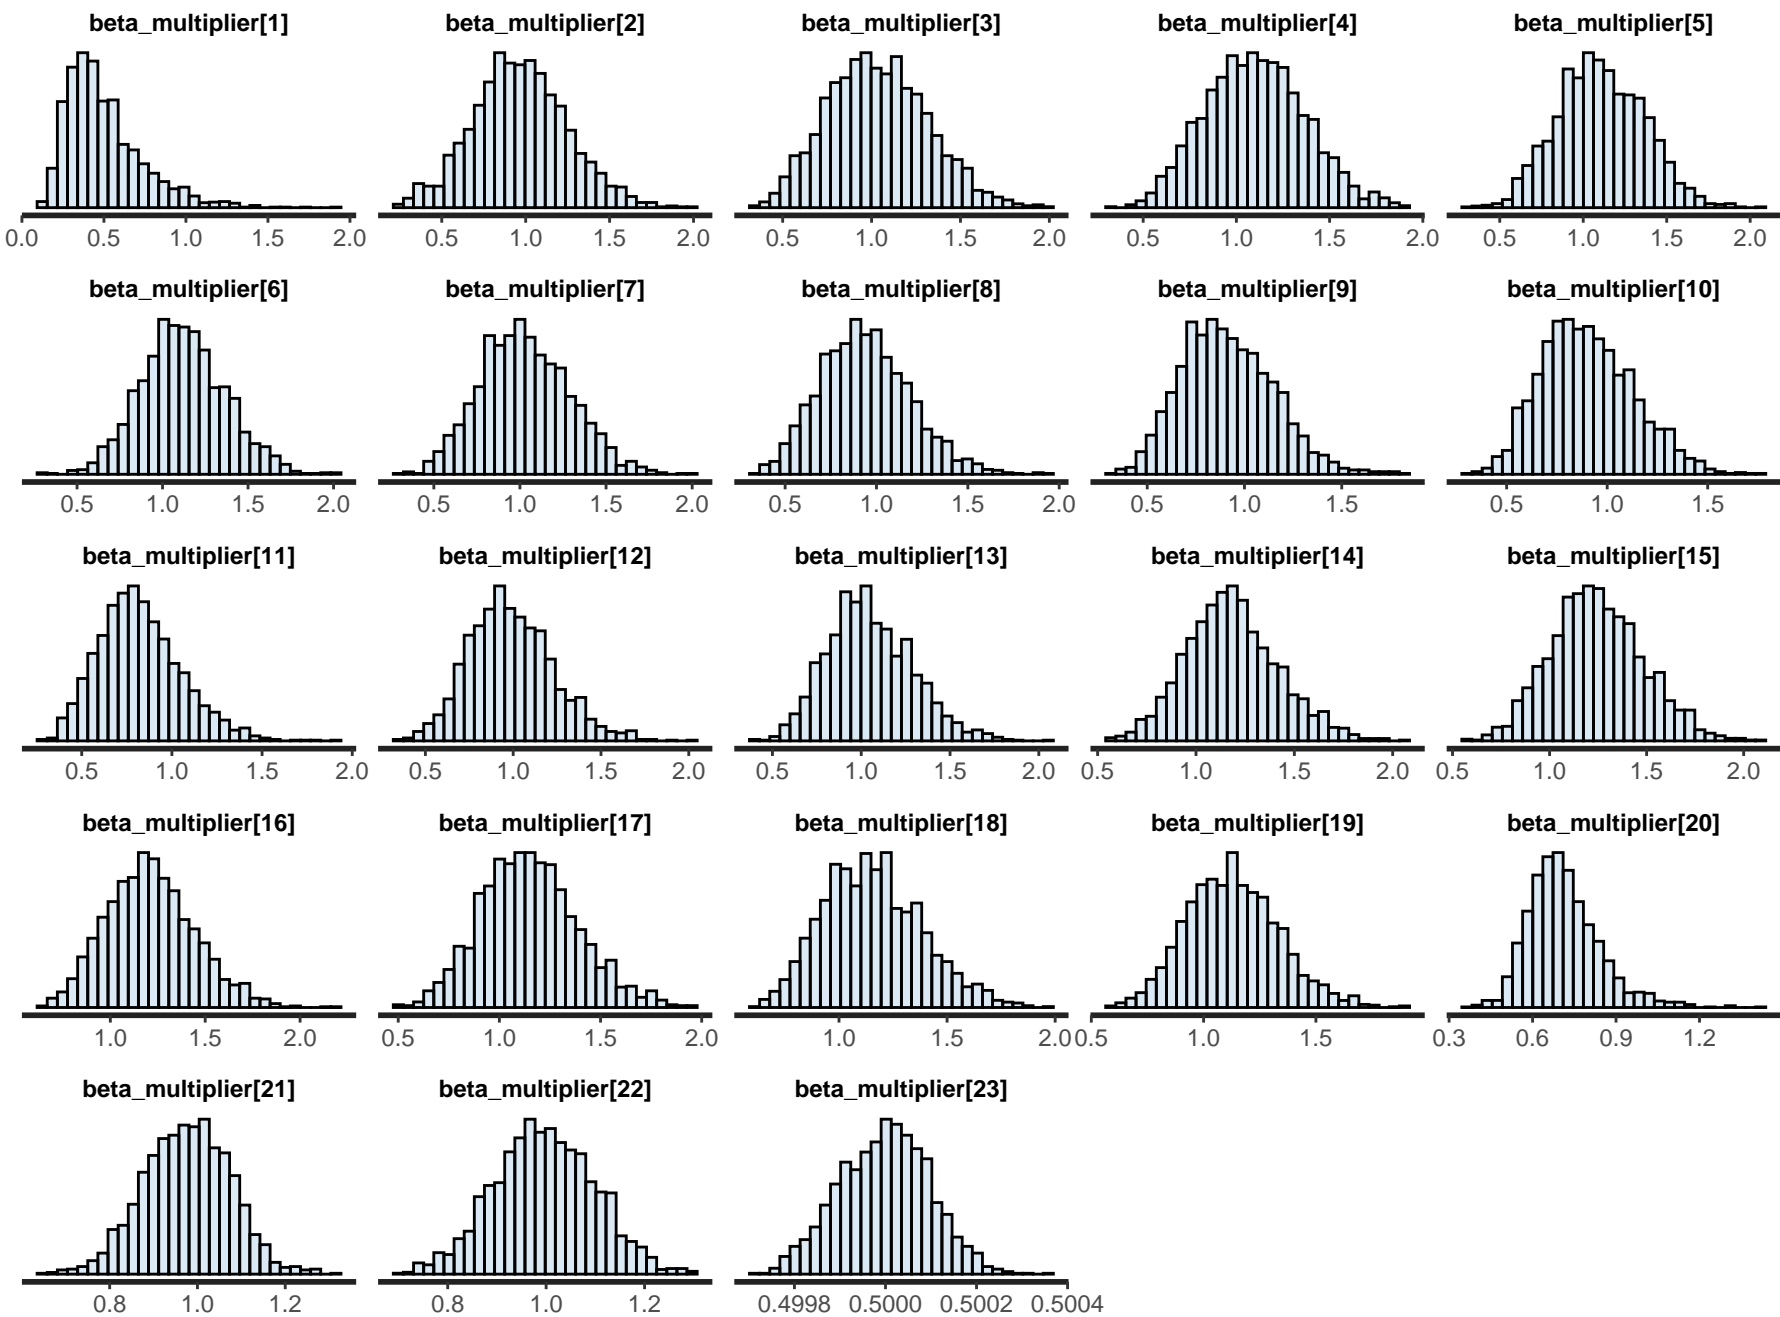 beta_multiplier[1] beta_multiplier[2] beta_multiplier[3] beta_multiplier[4] beta_multiplier[5]
0.0 0.5 1.0 1.5 2.0 0.5 1.0 1.5 2.0 0.5 1.0 1.5 2.0 0.5 1.0 1.5 2.0 0.5 1.0 1.5 2.0
beta_multiplier[6] beta_multiplier[7] beta_multiplier[8] beta_multiplier[9] beta_multiplier[10]
0.5 1.0 1.5 2.0 0.5 1.0 1.5 2.0 0.5 1.0 1.5 2.0 0.5 1.0 1.5 0.5 1.0 1.5
beta_multiplier[11] beta_multiplier[12] beta_multiplier[13] beta_multiplier[14] beta_multiplier[15]
0.5 1.0 1.5 2.0 0.5 1.0 1.5 2.0 0.5 1.0 1.5 2.0 0.5 1.0 1.5 2.0 0.5 1.0 1.5 2.0
beta_multiplier[16] beta_multiplier[17] beta_multiplier[18] beta_multiplier[19] beta_multiplier[20]
1.0 1.5 2.0 0.5 1.0 1.5 2.0 1.0 1.5 2.0 0.5 1.0 1.5 0.3 0.6 0.9 1.2
beta_multiplier[21] beta_multiplier[22] beta_multiplier[23]
0.8 1.0 1.2 0.8 1.0 1.2 0.4998 0.5000 0.5002 0.5004